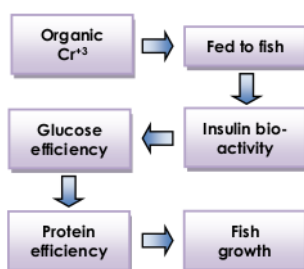 Organic
Cr+3
Fed to fish
Insulin bio-
activity
Glucose
efficiency
Protein
efficiency
Fish
growth